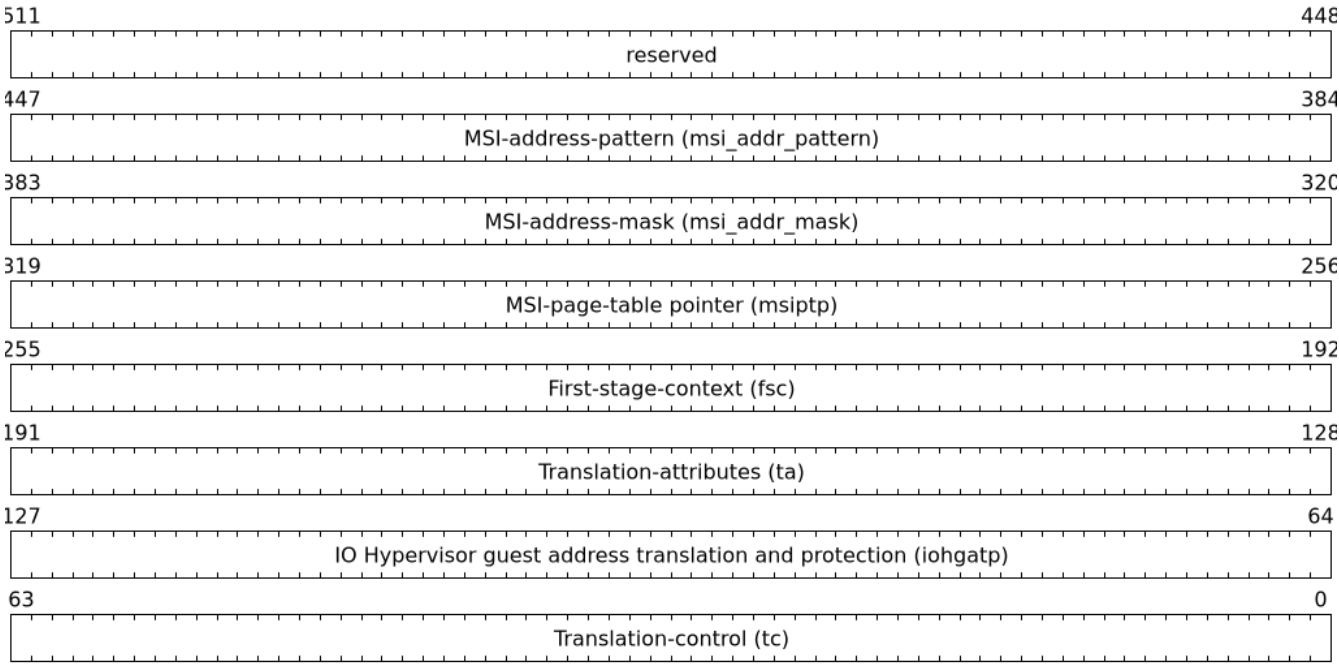 511 448
reserved
447 384
MSI-address-pattern (msi_addr_pattern)
383 320
MSI-address-mask (msi_addr_mask)
319 256
MSI-page-table pointer (msiptp)
255 192
First-stage-context (fsc)
191 128
Translation-attributes (ta)
127 64
IO Hypervisor guest address translation and protection (iohgatp)
63 0
Translation-control (tc)